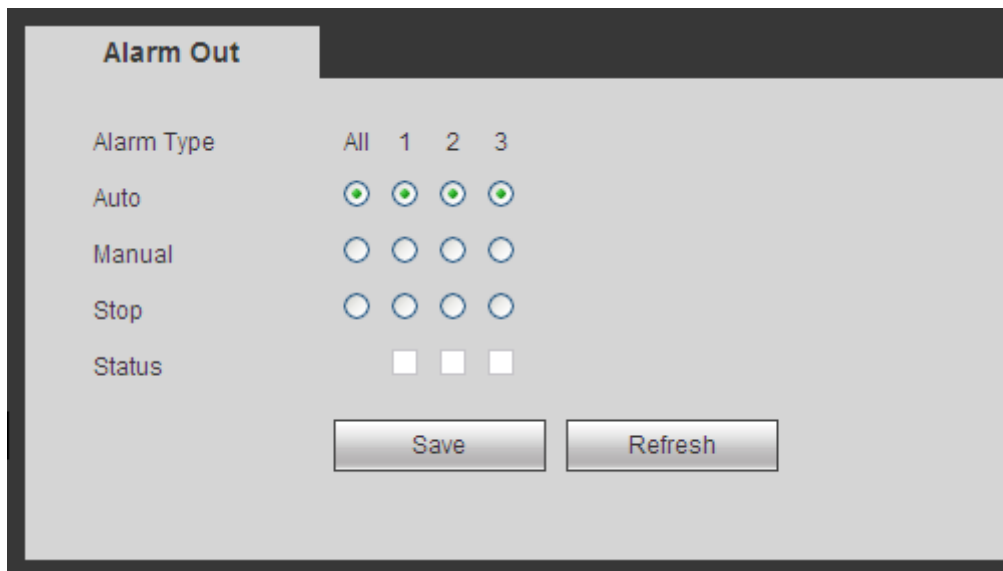 Alarm Out
Alarm Type All 1 2 3
Auto
Manual
Stop
Status
Save Refresh